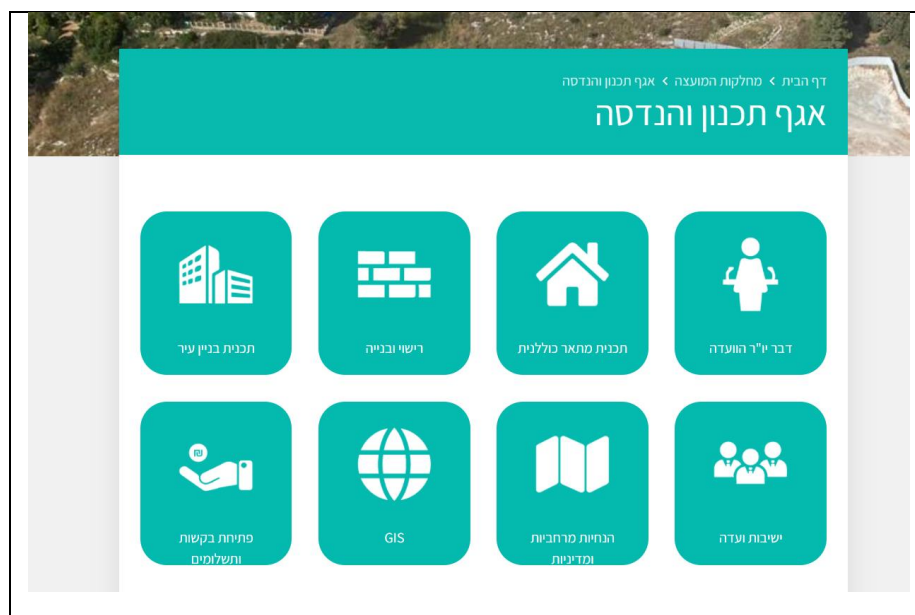 דף הבית > מחלקות המועצה > אגף תכנון והנדסה
אגף תכנון והנדסה
דבר יו"ר הוועדה
תכנית מתאר כוללנית
רישוי ובנייה
תכנית בניין עיר
ישיבות ועדה
הנחיות מרחביות
ומדיניות
GIS
₪
פתיחת בקשות
ותשלומים